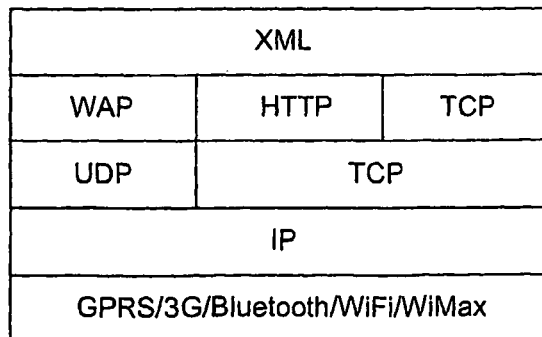 XML
WAP HTTP TCP
UDP TCP
IP
GPRS/3G/Bluetooth/WiFi/WiMax